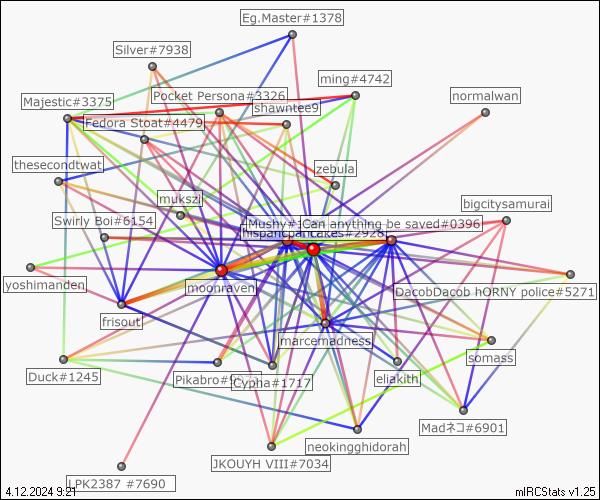 Eg.Master#1378
Silver#7938
ming#4742
Pocket Persona#3326
normalwan
Majestic#3375
shawntee9
Fedora Stoat#4479
thesecondtwat
zebula
mukszi
bigcitysamurai
Swirly Boi#6154
Mushy#
Can anything be saved#0396
hispanicpancakes#2928
yoshimanden
moonraven
DacobDacob hORNY police#5271
frisout
marcemadness
somass
Duck#1245
Pikabro#
Cypha#1717
eliakith
Madネコ#6901
neokingghidorah
JKOUYH VIII#7034
LPK2387 #7690
4.12.2024 9:21
mIRCStats v1.25